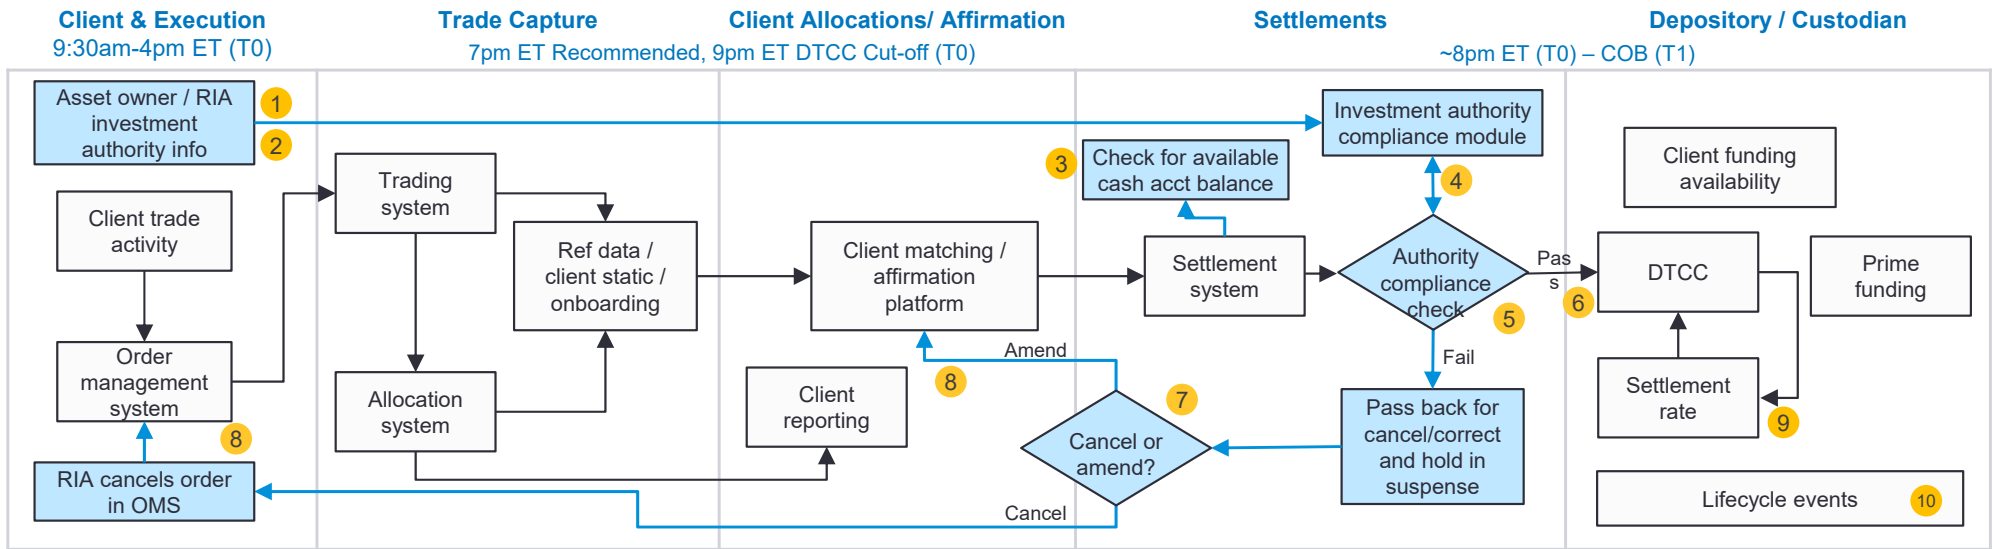 Client & Execution
9:30am-4pm ET (T0)
Trade Capture
Client Allocations/ Affirmation
7pm ET Recommended, 9pm ET DTCC Cut-off (T0)
Settlements
Depository / Custodian
~8pm ET (T0) – COB (T1)
Asset owner / RIA
investment
authority info
1
2
Client trade
activity
Order
management
system
8
RIA cancels order
in OMS
Trading
system
Ref data /
client static /
onboarding
Allocation
system
Client matching /
affirmation
platform
Amend
8
Client
reporting
3
Check for available
cash acct balance
Settlement
system
Investment authority
compliance module
4
Authority
compliance
check
5
Pas
s
6
Fail
Pass back for
cancel/correct
and hold in
suspense
7
Cancel or
amend?
Cancel
Client funding
availability
DTCC
Prime
funding
Settlement
rate
9
Lifecycle events
10